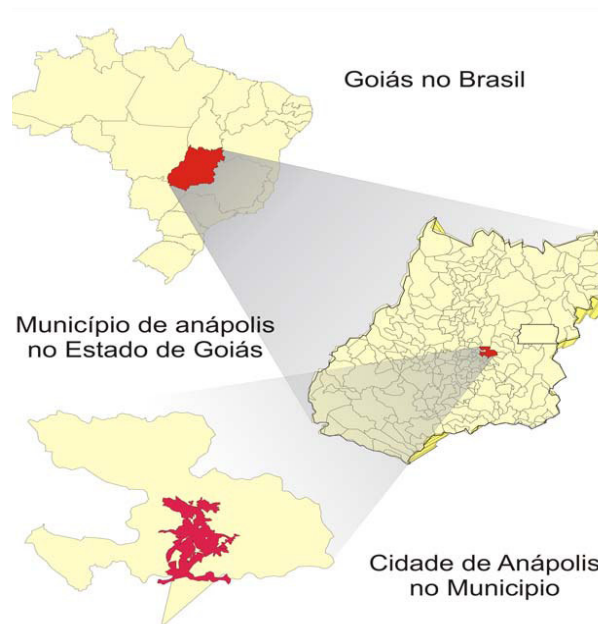 Goiás no Brasil
Município de anápolis
no Estado de Goiás
Cidade de Anápolis
no Municipio